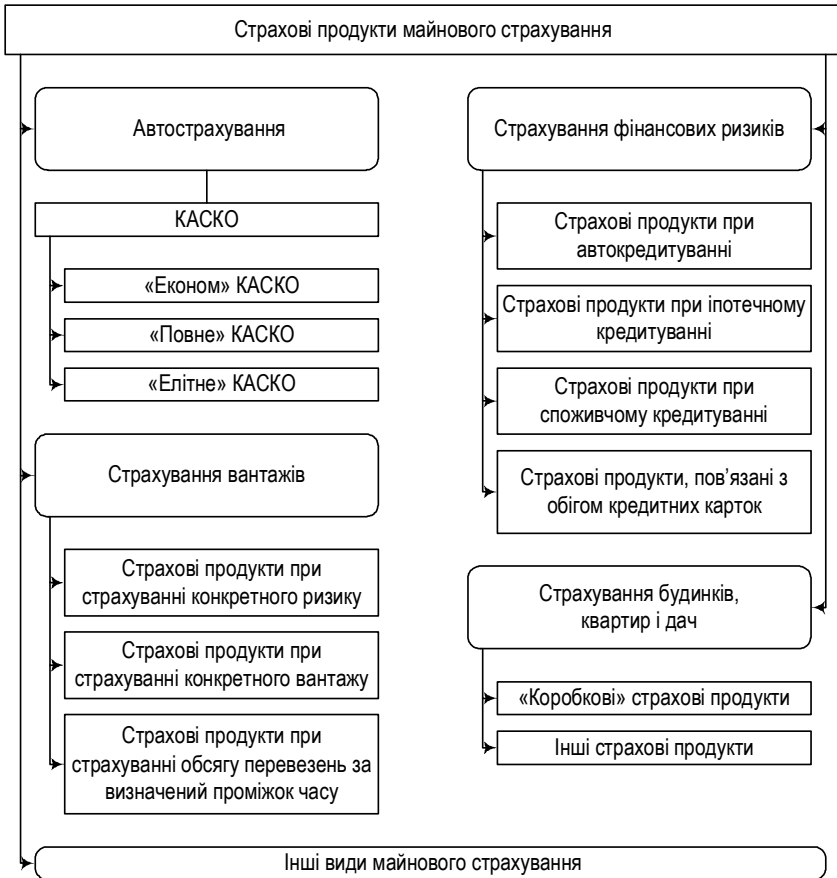 Страхові продукти майнового страхування
Автострахування
КАСКО
«Економ» КАСКО
«Повне» КАСКО
«Елітне» КАСКО
Страхування вантажів
Страхові продукти при
страхуванні конкретного ризику
Страхові продукти при
страхуванні конкретного вантажу
Страхові продукти при
страхуванні обсягу перевезень за
визначений проміжок часу
Страхування фінансових ризиків
Страхові продукти при
автокредитуванні
Страхові продукти при іпотечному
кредитуванні
Страхові продукти при
споживчому кредитуванні
Страхові продукти, пов’язані з
обігом кредитних карток
Страхування будинків,
квартир і дач
«Коробкові» страхові продукти
Інші страхові продукти
Інші види майнового страхування